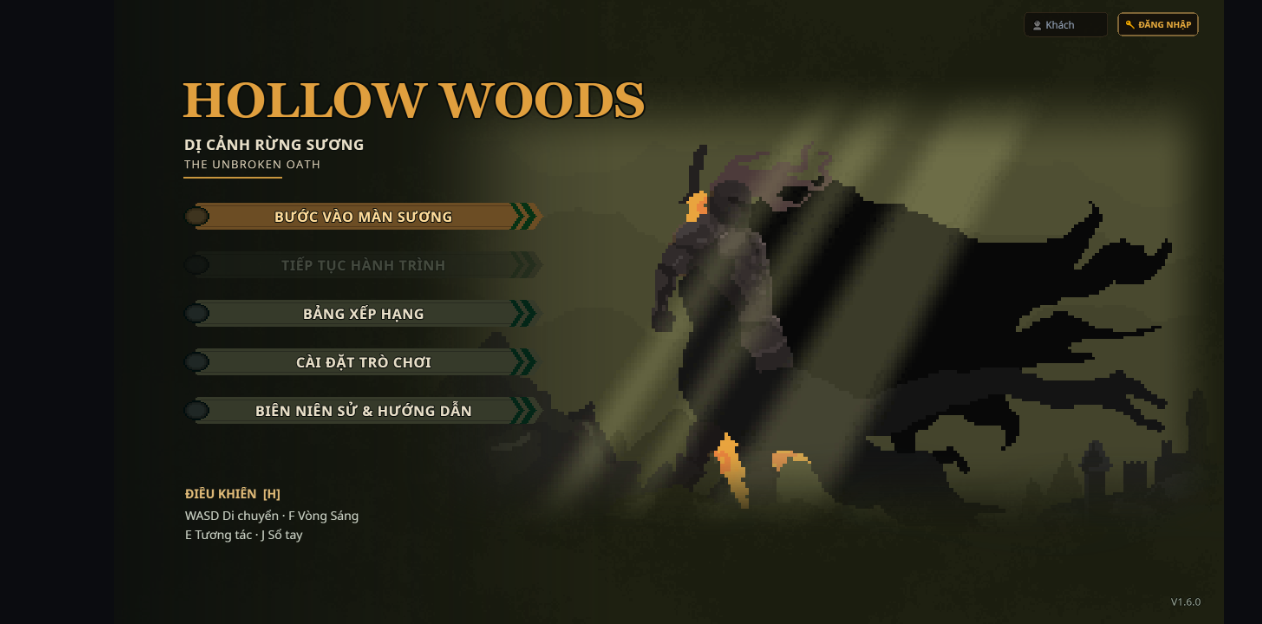 Khách
ĐĂNG NHẬP
HOLLOW WOODS
DỊ CẢNH RỪNG SƯƠNG
THE UNBROKEN OATH
BƯỚC VÀO MÀN SƯƠNG
TIẾP TỤC HÀNH TRÌNH
BẢNG XẾP HẠNG
CÀI ĐẶT TRÒ CHƠI
BIÊN NIÊN SỬ & HƯỚNG DẪN
ĐIỀU KHIỂN [H]
WASD Di chuyển · F Vòng Sáng
E Tương tác · J Sổ tay
V1.6.0